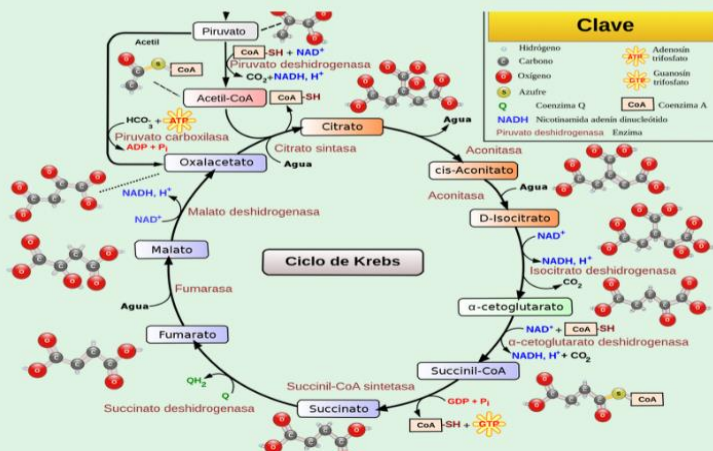 Clave
Hidrógeno
Carbono
Oxígeno
Azufre
Q Coenzima Q
NADH Nicotinamida adenín dinucleótido
Piruvato deshidrogenasa Enzima
ATP Adenosín trifosfato
GTP Guanosín trifosfato
CoA Coenzima A
Piruvato
Acetil
S CoA
CoA-SH + NAD+
Piruvato deshidrogenasa
CO2+NADH, H+
Acetil-CoA
CoA-SH
HCO3- + ATP
Piruvato carboxilasa
ADP + Pi
Citrato sintasa
Agua
Oxalacetato
Citrato
Agua
Aconitasa
cis-Aconitato
Aconitasa
Agua
D-Isocitrato
NAD+
NADH, H+
Isocitrato deshidrogenasa
CO2
α-cetoglutarato
NAD+ + CoA-SH
α-cetoglutarato deshidrogenasa
NADH, H+ + CO2
Succinil-CoA
S CoA
Succinil-CoA sintetasa
GDP + Pi
CoA-SH + GTP
Succinato
Succinato deshidrogenasa
Q
QH2
Fumarato
Agua
Fumarasa
Malato
NAD+
NADH, H+
Malato deshidrogenasa
Ciclo de Krebs